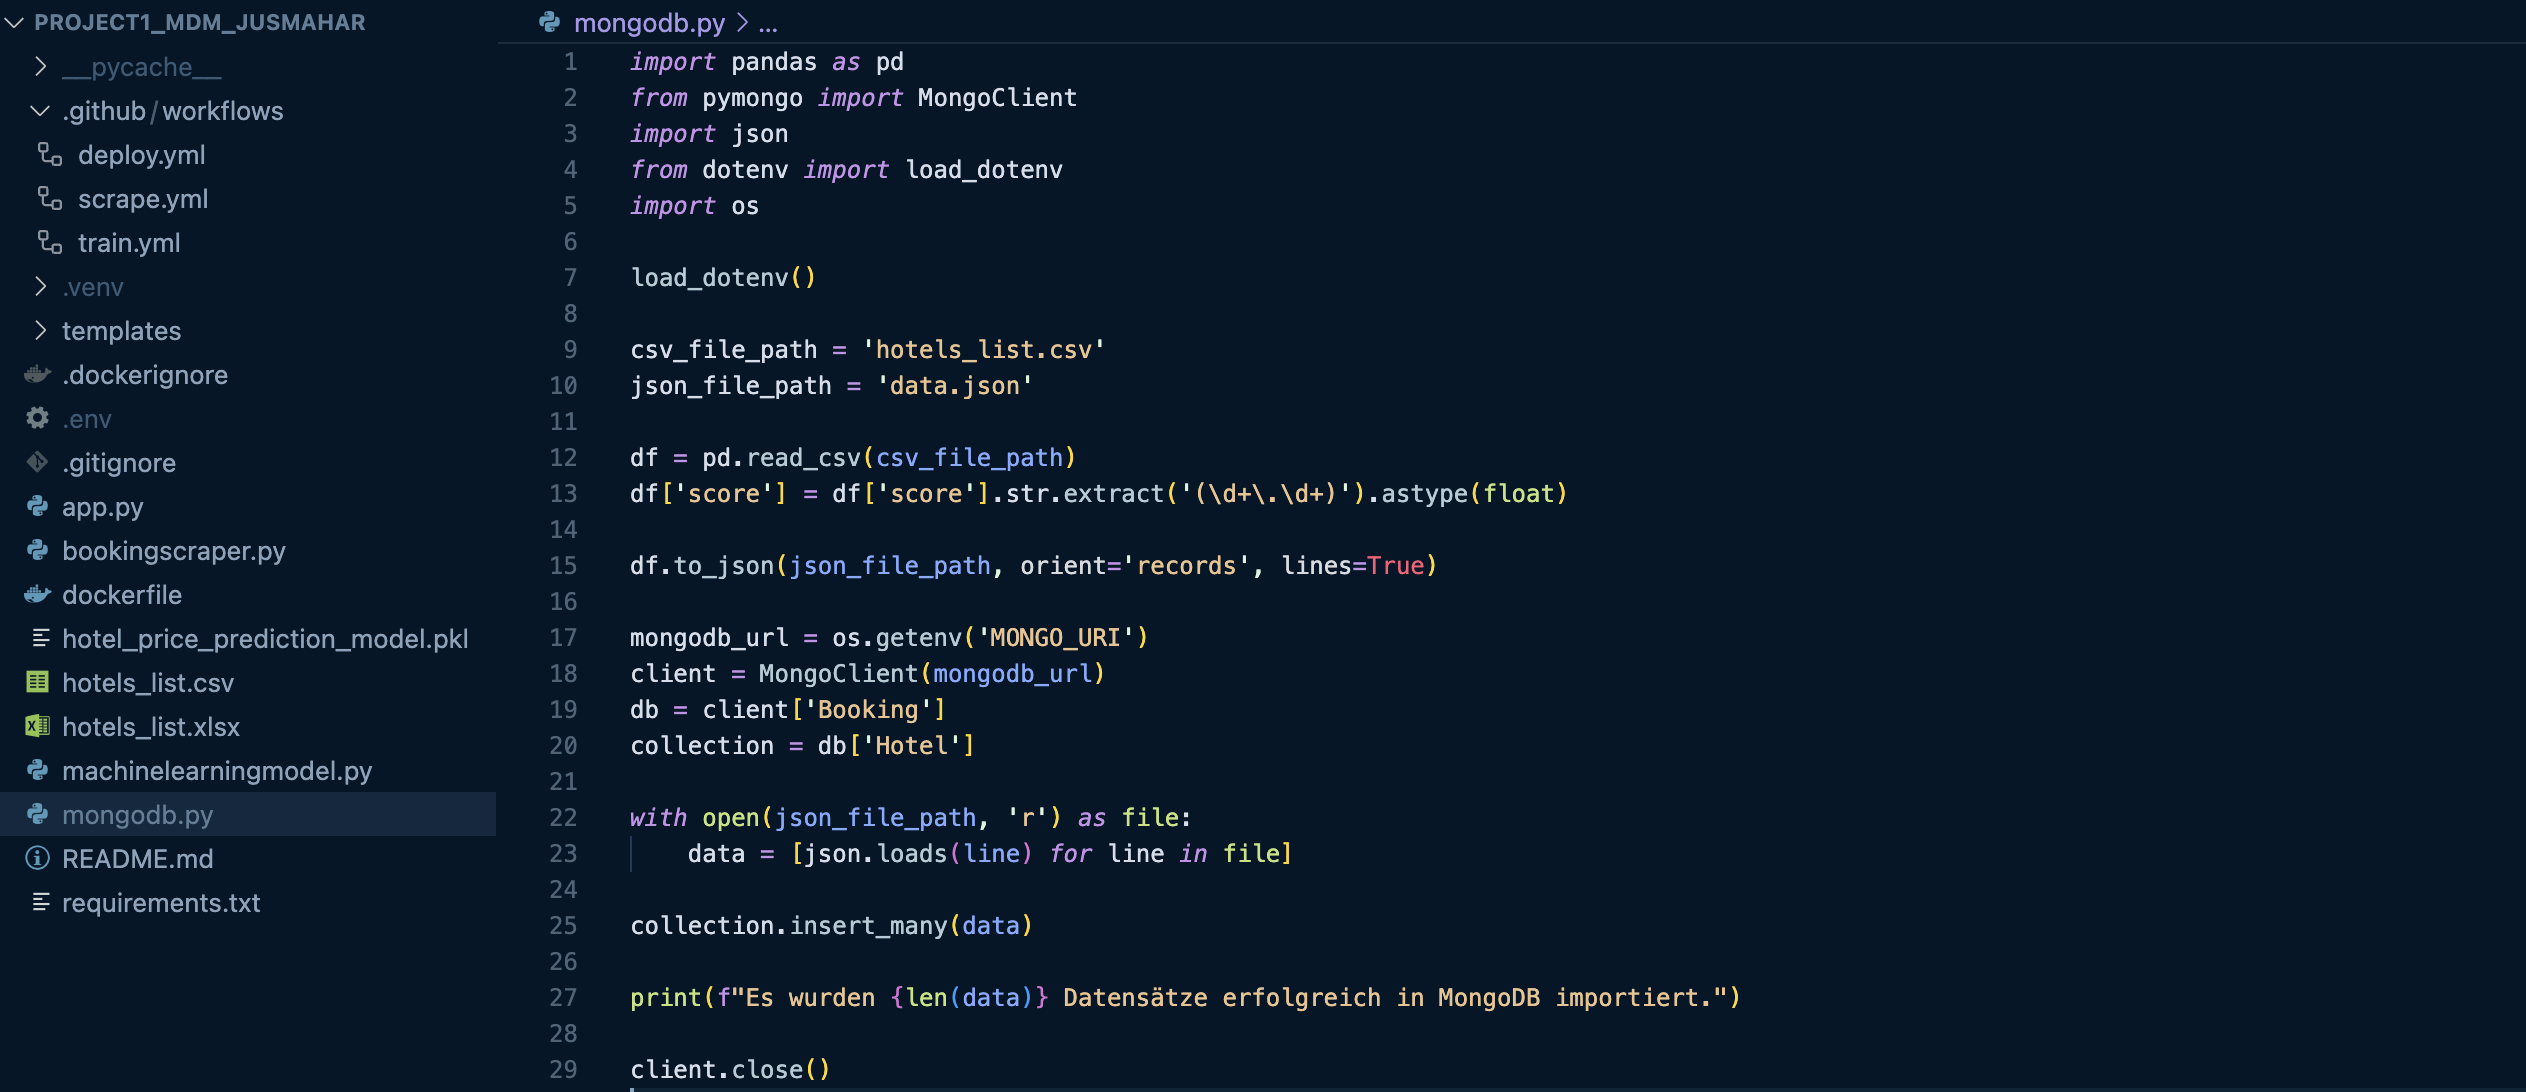 PROJECT1_MDM_JUSMAHAR
__pycache__
.github/workflows
deploy.yml
scrape.yml
train.yml
.venv
templates
.dockerignore
.env
.gitignore
app.py
bookingscraper.py
dockerfile
hotel_price_prediction_model.pkl
hotels_list.csv
hotels_list.xlsx
machinelearningmodel.py
mongodb.py
README.md
requirements.txt
mongodb.py > ...
1 import pandas as pd
2 from pymongo import MongoClient
3 import json
4 from dotenv import load_dotenv
5 import os
6
7 load_dotenv()
8
9 csv_file_path = 'hotels_list.csv'
10 json_file_path = 'data.json'
11
12 df = pd.read_csv(csv_file_path)
13 df['score'] = df['score'].str.extract('(\d+\.\d+)').astype(float)
14
15 df.to_json(json_file_path, orient='records', lines=True)
16
17 mongodb_url = os.getenv('MONGO_URI')
18 client = MongoClient(mongodb_url)
19 db = client['Booking']
20 collection = db['Hotel']
21
22 with open(json_file_path, 'r') as file:
23     data = [json.loads(line) for line in file]
24
25 collection.insert_many(data)
26
27 print(f"Es wurden {len(data)} Datensätze erfolgreich in MongoDB importiert.")
28
29 client.close()